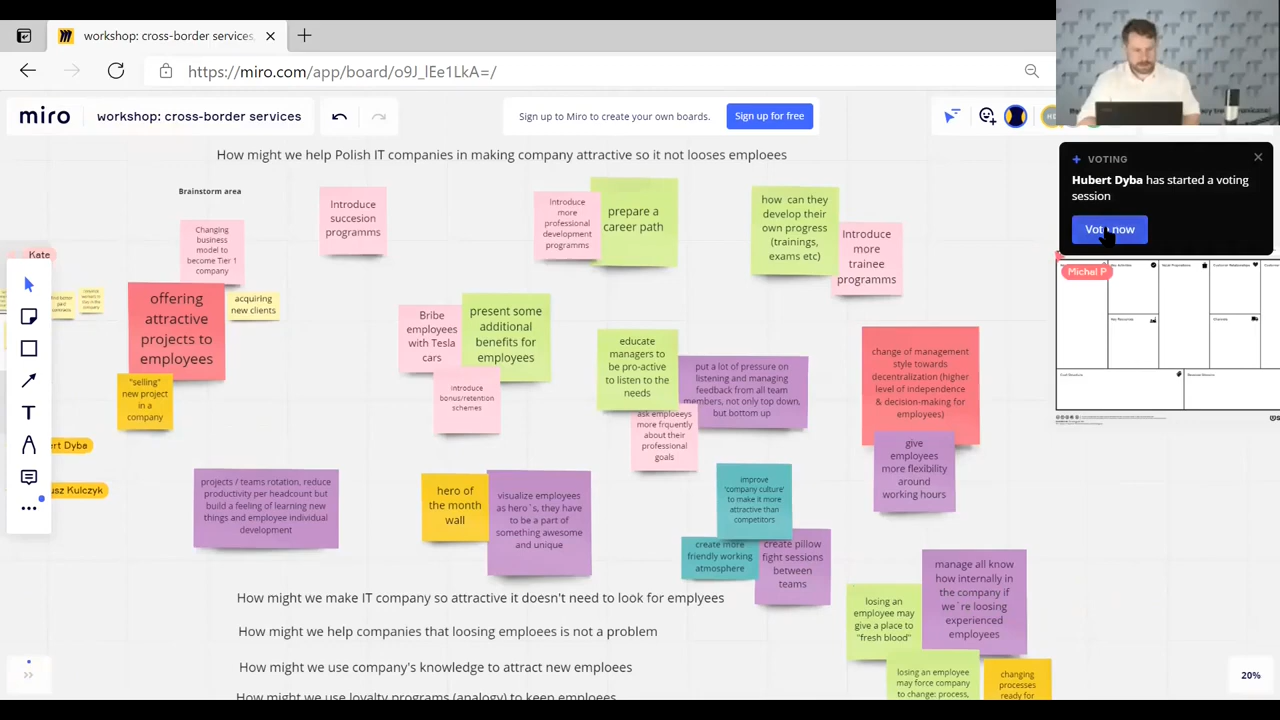 workshop: cross-border services,
https://miro.com/app/board/o9J_lEe1LkA=/
miro
workshop: cross-border services
Sign up to Miro to create your own boards.
Sign up for free
VOTING
Hubert Dyba has started a voting
session
Vote now
How might we help Polish IT companies in making company attractive so it not looses emploees
Brainstorm area
Changing
business
model to
become Tier 1
company
Introduce
succesion
programms
Introduce
more
professional
development
programms
prepare a
career path
how can they
develop their
own progress
(trainings,
exams etc)
Introduce
more
trainee
programms
Kate
Michal P
offering
attractive
projects to
employees
acquiring
new clients
"selling"
new project
in a
company
Bribe
employees
with Tesla
cars
present some
additional
benefits for
employees
introduce
bonus/retention
schemes
educate
managers to
be pro-active
to listen to the
needs
put a lot of pressure on
listening and managing
feedback from all team
members, not only top down,
but bottom up
ask emploeeys
more frquently
about their
professional
goals
change of management
style towards
decentralization (higher
level of independence
& decision-making for
employees)
give
employees
more flexibility
around
working hours
ert Dyba
usz Kulczyk
projects / teams rotation, reduce
productivity per headcount but
build a feeling of learning new
things and employee individual
development
hero of
the month
wall
visualize employees
as hero`s, they have
to be a part of
something awesome
and unique
improve
'company culture'
to make it more
attractive than
competitors
create more
friendly working
atmosphere
create pillow
fight sessions
between
teams
manage all know
how internally in
the company if
we`re loosing
experienced
employees
losing an
employee may
give a place to
"fresh blood"
losing an employee
may force company
to change: process,
changing
processes
ready for
How might we make IT company so attractive it doesn't need to look for emplyees
How might we help companies that loosing emploees is not a problem
How might we use company's knowledge to attract new emploees
How might we use loyalty programs (analogy) to keep employees
20%